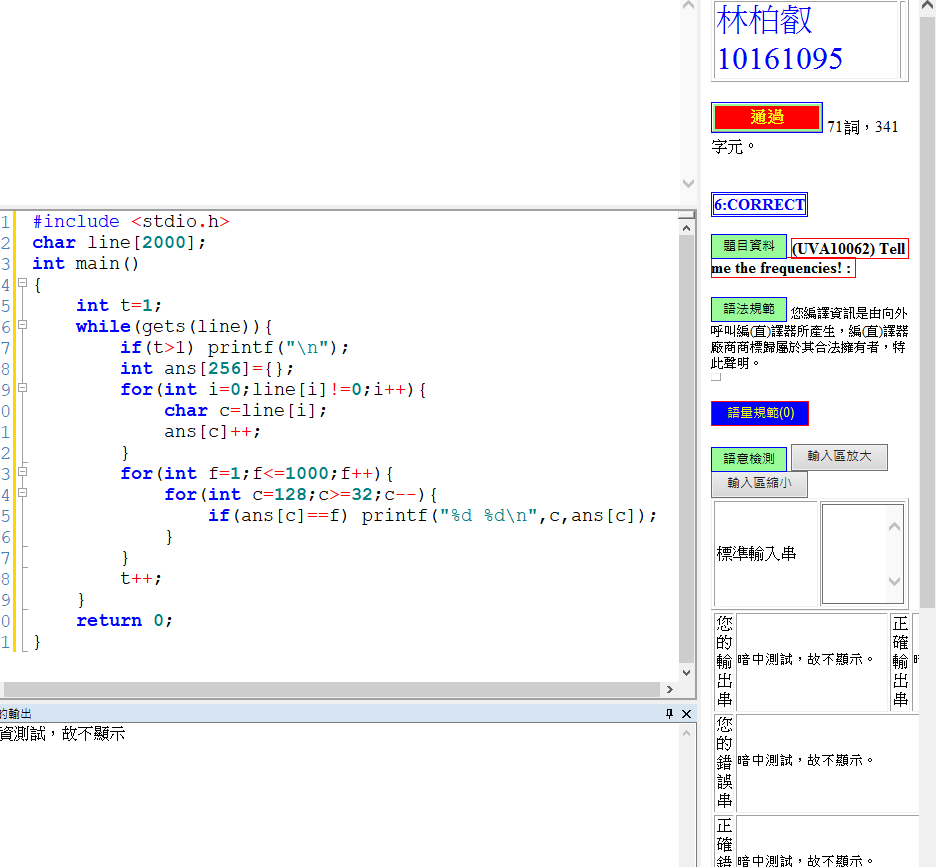 林柏叡
10161095
通過 71詞，341
字元。
6:CORRECT
題目資料 (UVA10062) Tell
me the frequencies! :
語法規範 您編譯資訊是由向外
呼叫編(直)譯器所產生，編(直)譯器
廠商商標歸屬於其合法擁有者，特
此聲明。
語量規範(0)
語意檢測 輸入區放大
輸入區縮小
標準輸入串
您的輸出串 暗中測試，故不顯示。 正確輸出串
您的錯誤串 暗中測試，故不顯示。
正確錯 暗中測試，故不顯示。
1 #include <stdio.h>
2 char line[2000];
3 int main()
4 {
5     int t=1;
6     while(gets(line)){
7         if(t>1) printf("\n");
8         int ans[256]={};
9         for(int i=0;line[i]!=0;i++){
0             char c=line[i];
1             ans[c]++;
2         }
3         for(int f=1;f<=1000;f++){
4             for(int c=128;c>=32;c--){
5                 if(ans[c]==f) printf("%d %d\n",c,ans[c]);
6             }
7         }
8         t++;
9     }
0     return 0;
1 }
的輸出
資測試，故不顯示